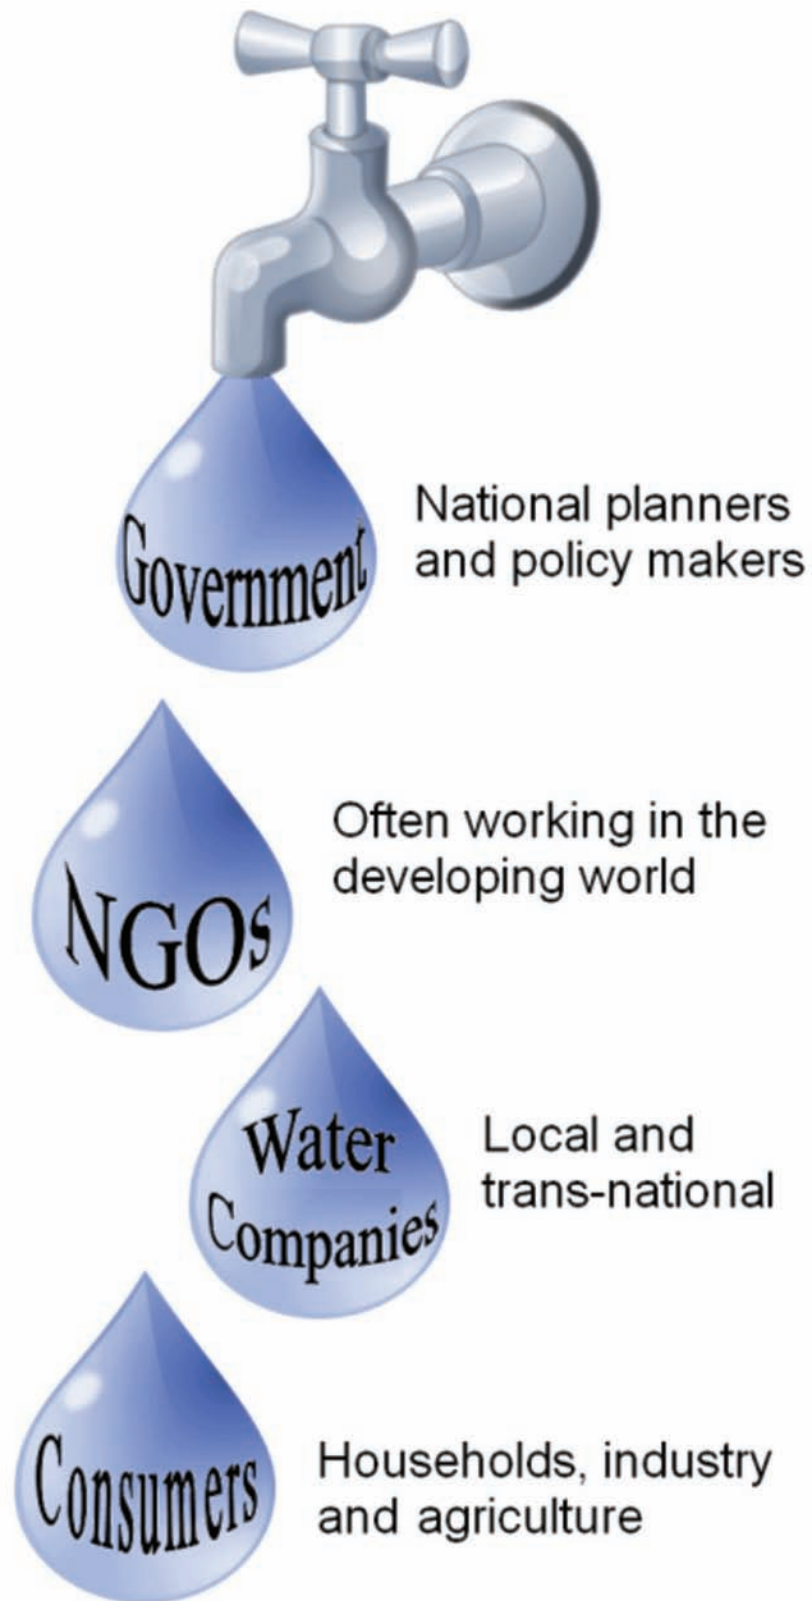 Government
National planners
and policy makers
NGOs
Often working in the
developing world
Water
Companies
Local and
trans-national
Consumers
Households, industry
and agriculture